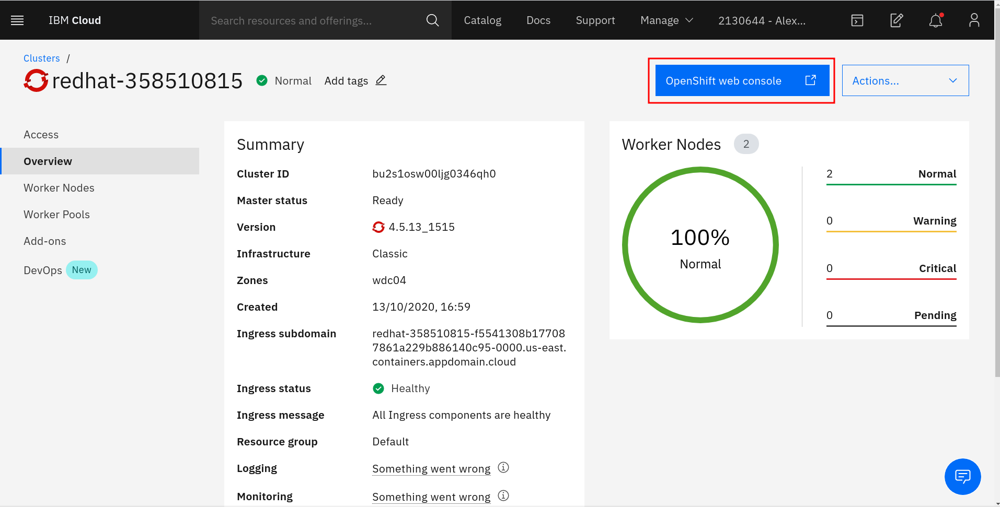 IBM Cloud
Search resources and offerings...
Catalog
Docs
Support
Manage
2130644 - Alex...
Clusters /
redhat-358510815
Normal
Add tags
OpenShift web console
Actions...
Access
Overview
Worker Nodes
Worker Pools
Add-ons
DevOps New
Summary
Cluster ID bu2s1osw00ljg0346qh0
Master status Ready
Version 4.5.13_1515
Infrastructure Classic
Zones wdc04
Created 13/10/2020, 16:59
Ingress subdomain redhat-358510815-f5541308b17708
7861a229b886140c95-0000.us-east.
containers.appdomain.cloud
Ingress status Healthy
Ingress message All Ingress components are healthy
Resource group Default
Logging Something went wrong
Monitoring Something went wrong
Worker Nodes 2
100%
Normal
2 Normal
0 Warning
0 Critical
0 Pending